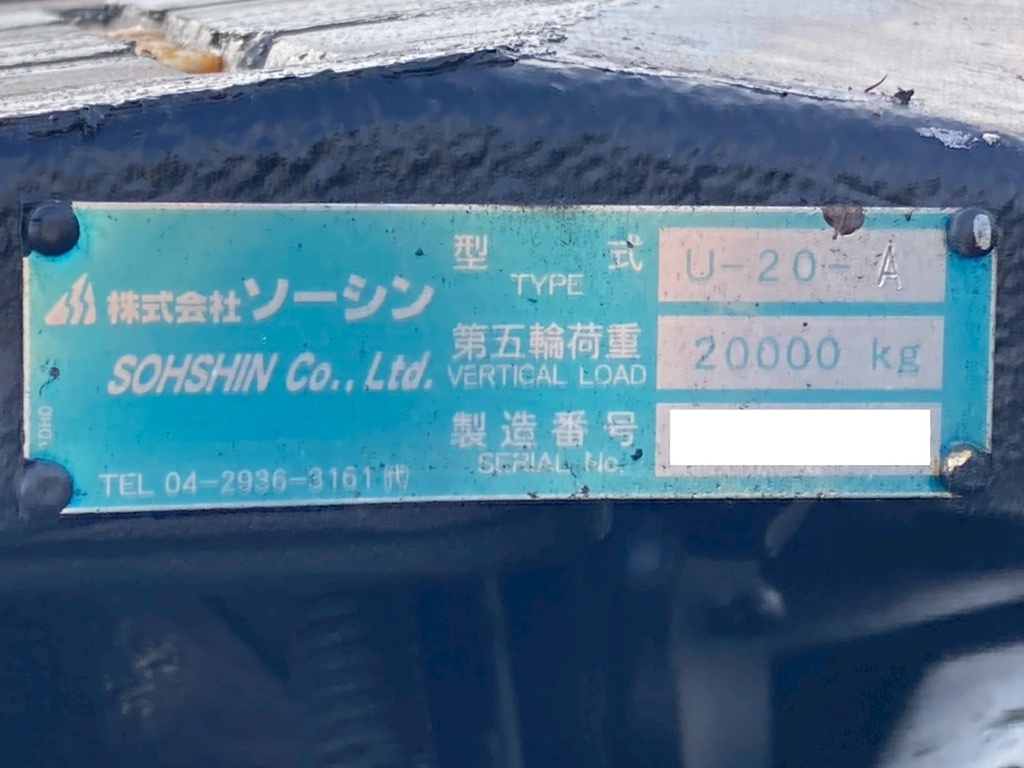 株式会社ソーシン
SOHSHIN Co., Ltd.
TEL 04-2936-3161 代
型 式
TYPE
U-20-A
第五輪荷重
VERTICAL LOAD
20000 kg
製造番号
SERIAL No.